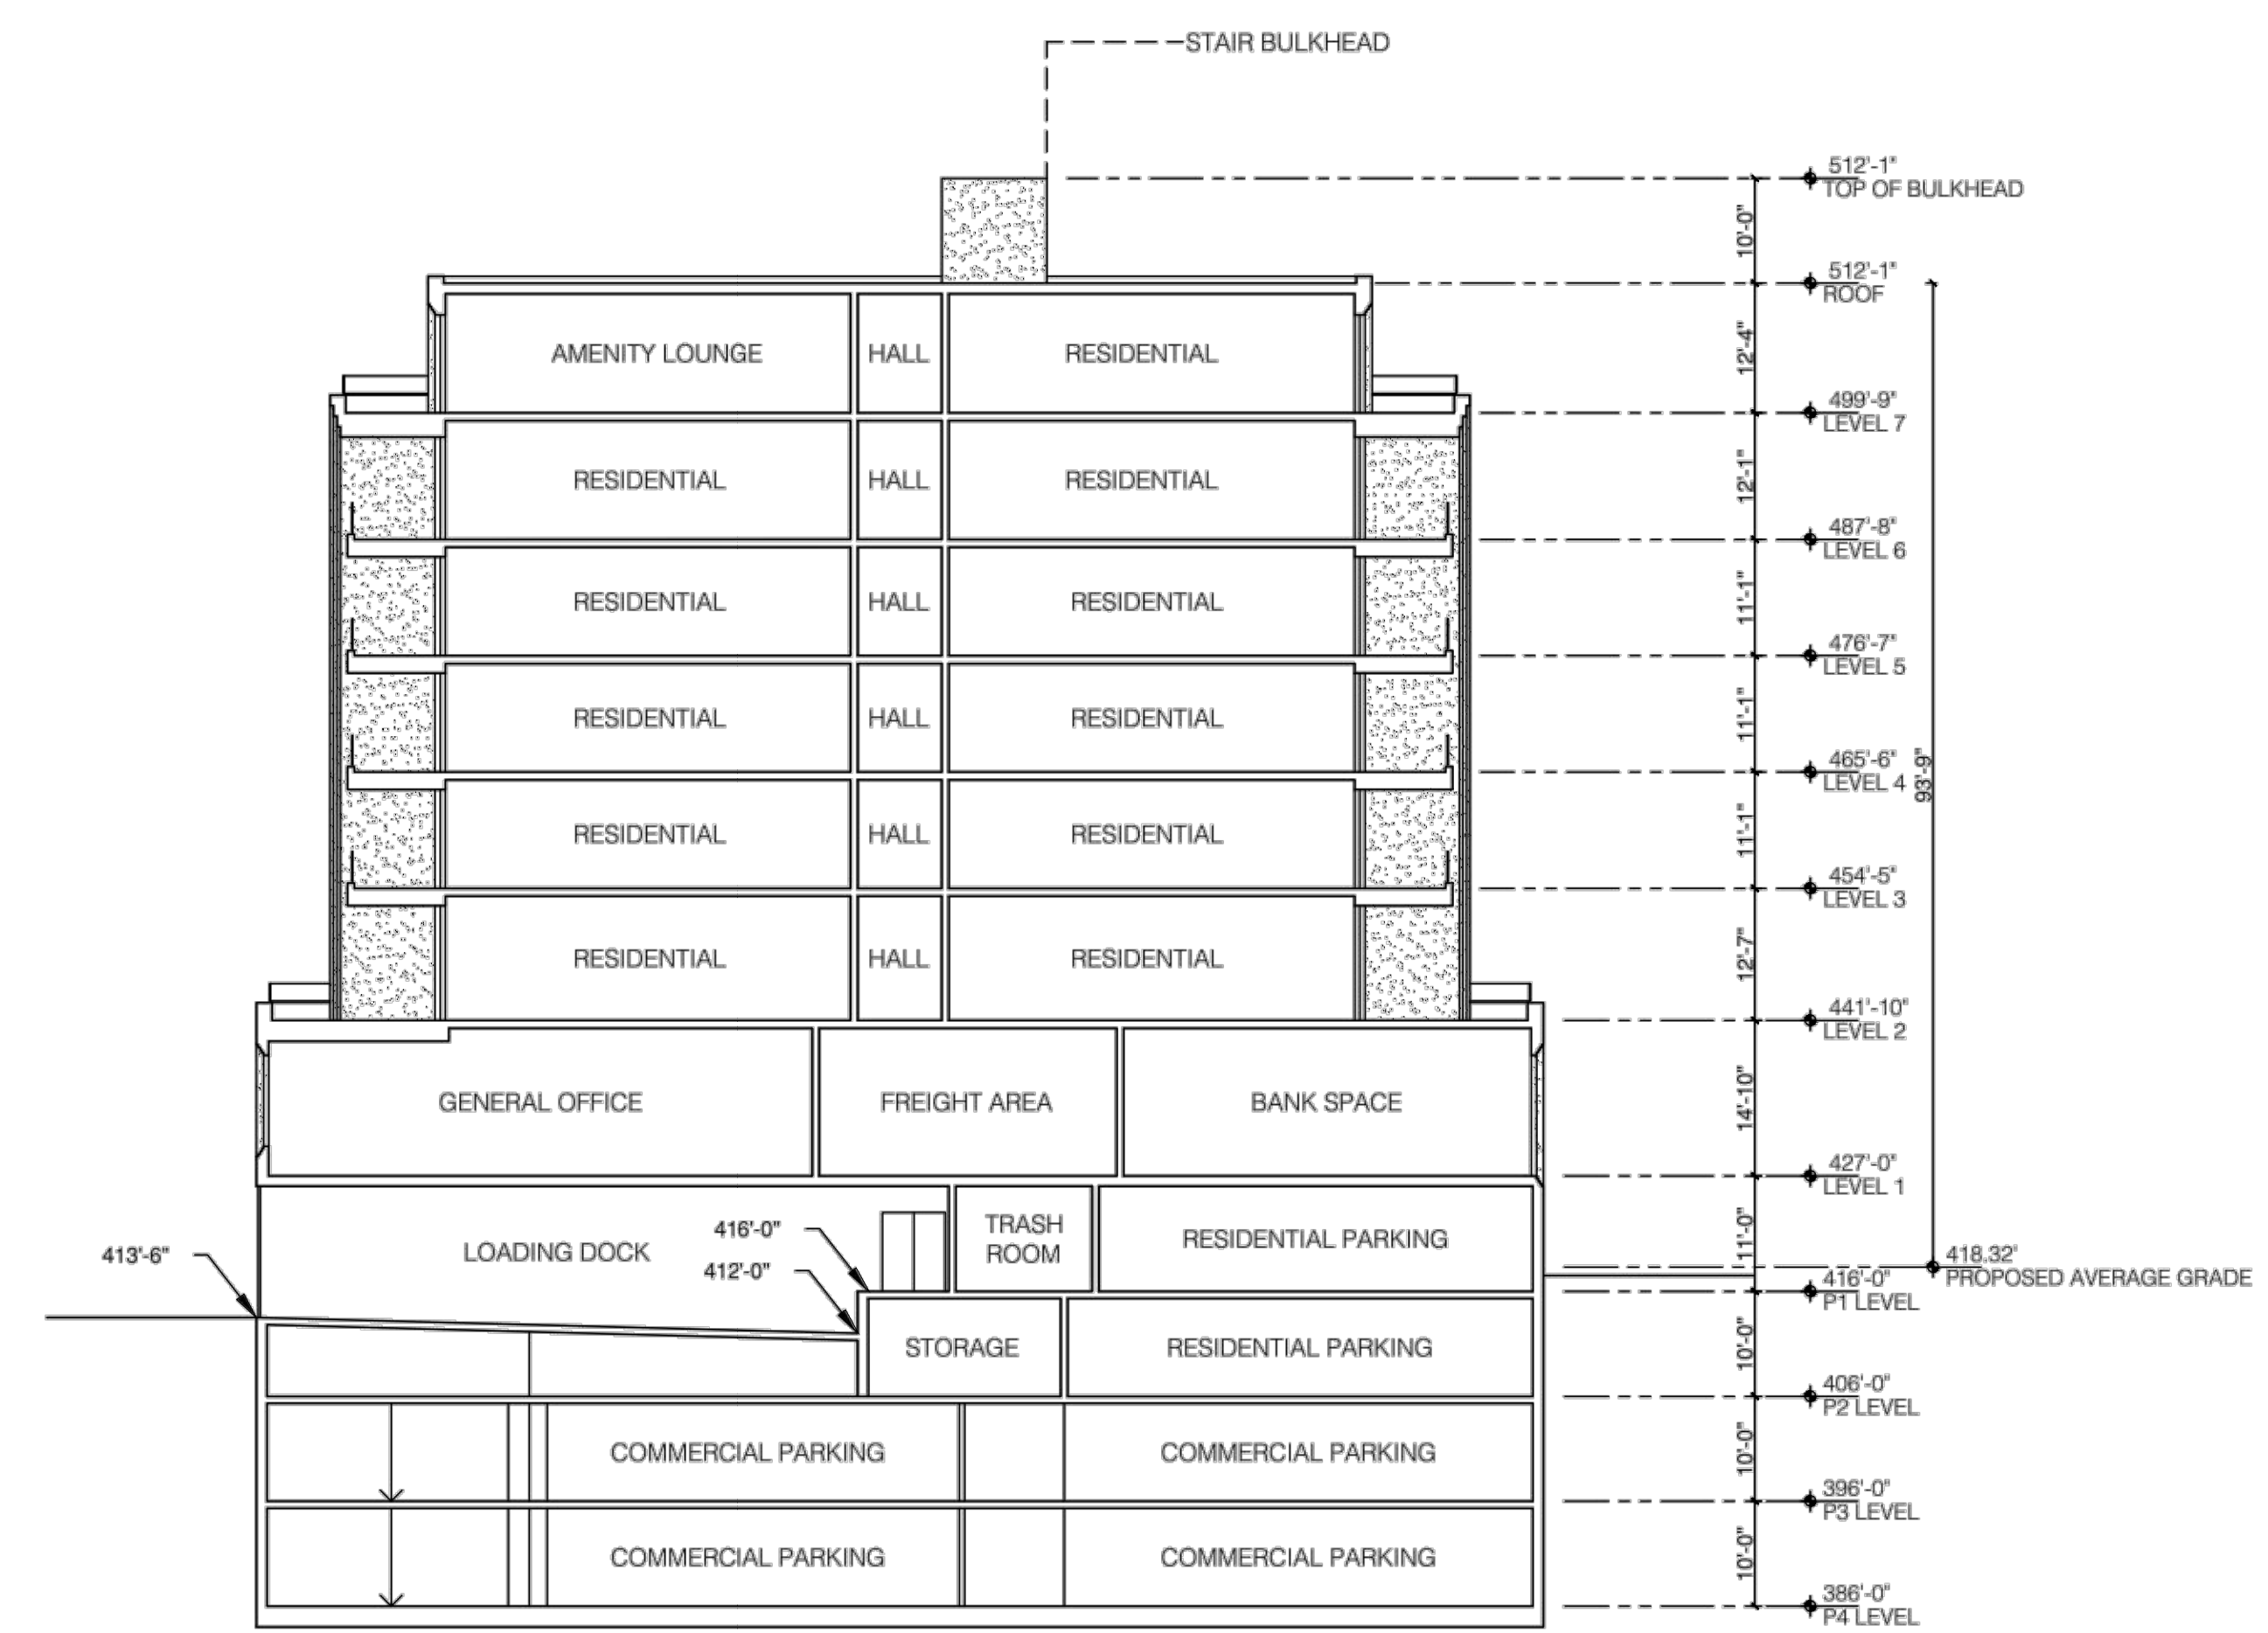 STAIR BULKHEAD
512'-1"
TOP OF BULKHEAD
10'-0"
512'-1"
ROOF
AMENITY LOUNGE HALL RESIDENTIAL
12'-4"
499'-9"
LEVEL 7
RESIDENTIAL HALL RESIDENTIAL
12'-1"
487'-8"
LEVEL 6
RESIDENTIAL HALL RESIDENTIAL
11'-1"
476'-7"
LEVEL 5
RESIDENTIAL HALL RESIDENTIAL
11'-1"
465'-6"
LEVEL 4
93'-9"
RESIDENTIAL HALL RESIDENTIAL
11'-1"
454'-5"
LEVEL 3
RESIDENTIAL HALL RESIDENTIAL
12'-7"
441'-10"
LEVEL 2
GENERAL OFFICE FREIGHT AREA BANK SPACE
14'-10"
427'-0"
LEVEL 1
413'-6"
LOADING DOCK
416'-0"
412'-0"
TRASH
ROOM
RESIDENTIAL PARKING
11'-0"
418.32'
PROPOSED AVERAGE GRADE
416'-0"
P1 LEVEL
STORAGE RESIDENTIAL PARKING
10'-0"
406'-0"
P2 LEVEL
COMMERCIAL PARKING COMMERCIAL PARKING
10'-0"
396'-0"
P3 LEVEL
COMMERCIAL PARKING COMMERCIAL PARKING
10'-0"
386'-0"
P4 LEVEL